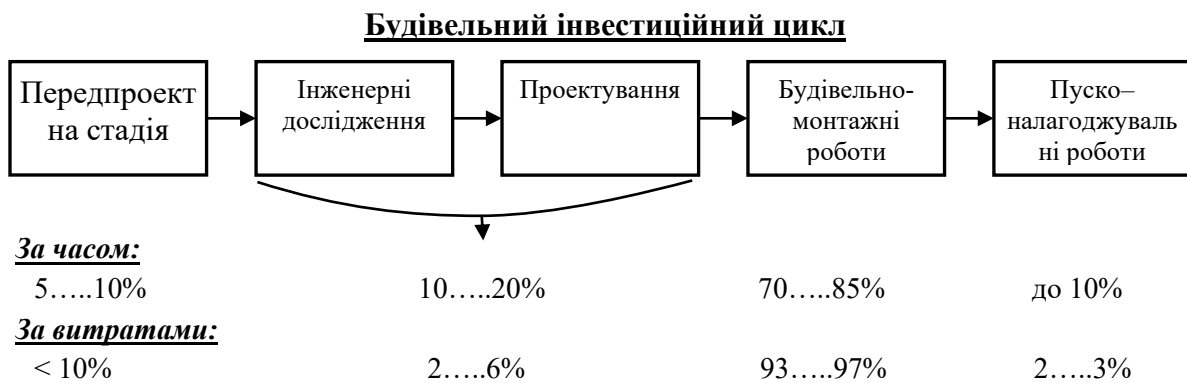 Будівельний інвестиційний цикл
Передпроект
на стадія
Інженерні
дослідження
Проектування
Будівельно-
монтажні
роботи
Пуско–
налагоджуваль
ні роботи
За часом:
5.....10% 10.....20% 70.....85% до 10%
За витратами:
< 10% 2.....6% 93.....97% 2.....3%